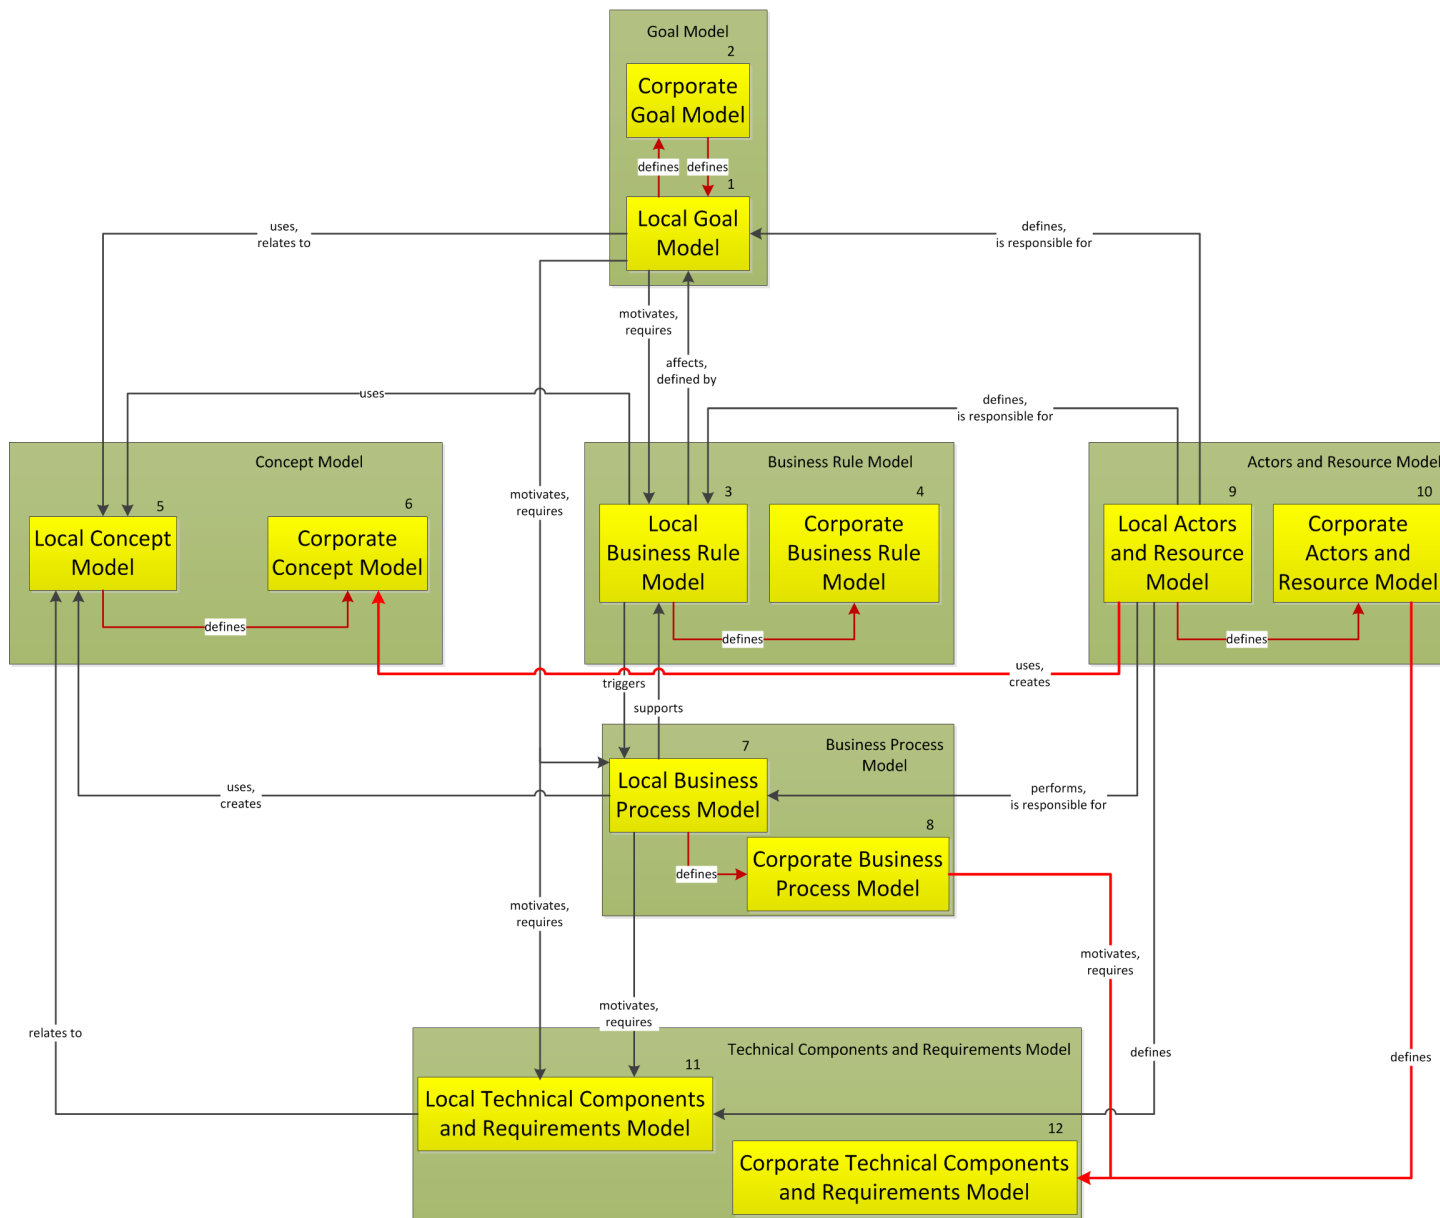 Goal Model
2
Corporate
Goal Model
defines
defines
1
Local Goal
Model
uses,
relates to
defines,
is responsible for
motivates,
requires
affects,
defined by
uses
defines,
is responsible for
Concept Model
5
Local Concept
Model
6
Corporate
Concept Model
defines
motivates,
requires
Business Rule Model
3
Local
Business Rule
Model
4
Corporate
Business Rule
Model
defines
Actors and Resource Model
9
Local Actors
and Resource
Model
10
Corporate
Actors and
Resource Model
defines
uses,
creates
triggers
supports
Business Process
Model
7
Local Business
Process Model
8
Corporate Business
Process Model
defines
uses,
creates
performs,
is responsible for
motivates,
requires
motivates,
requires
motivates,
requires
relates to
defines
defines
Technical Components and Requirements Model
11
Local Technical Components
and Requirements Model
12
Corporate Technical Components
and Requirements Model